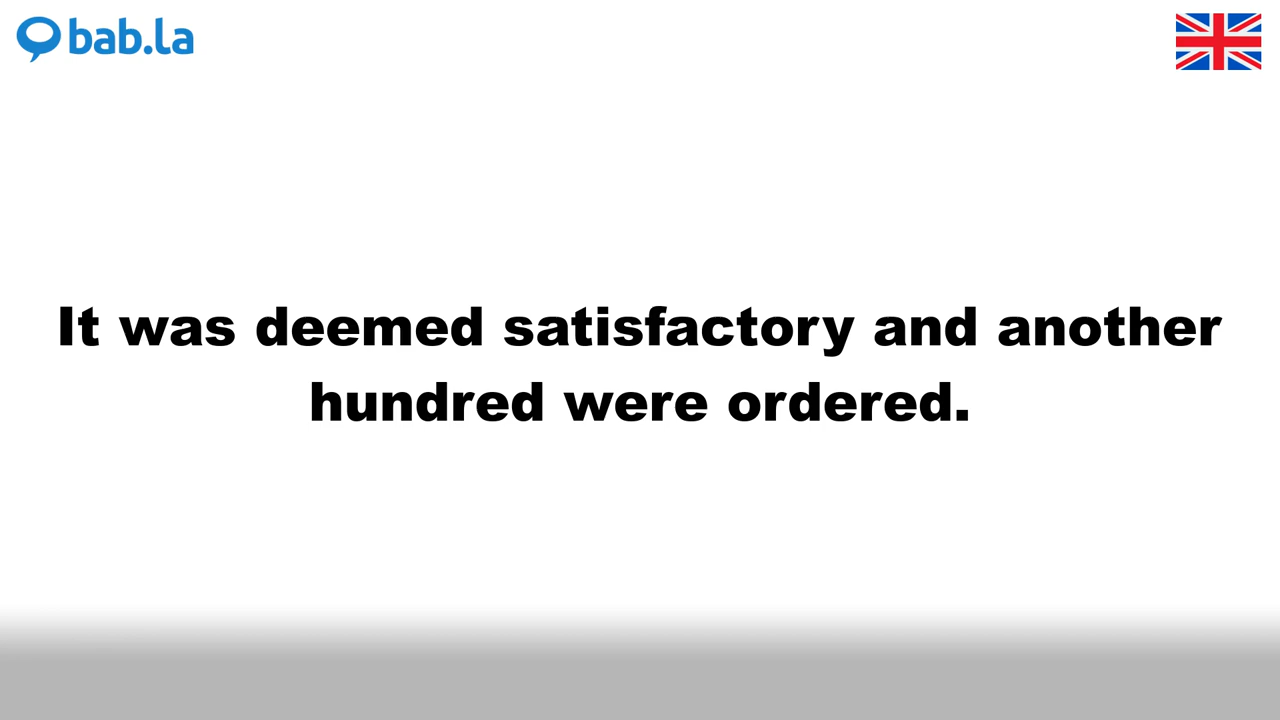 bab.la
It was deemed satisfactory and another
hundred were ordered.